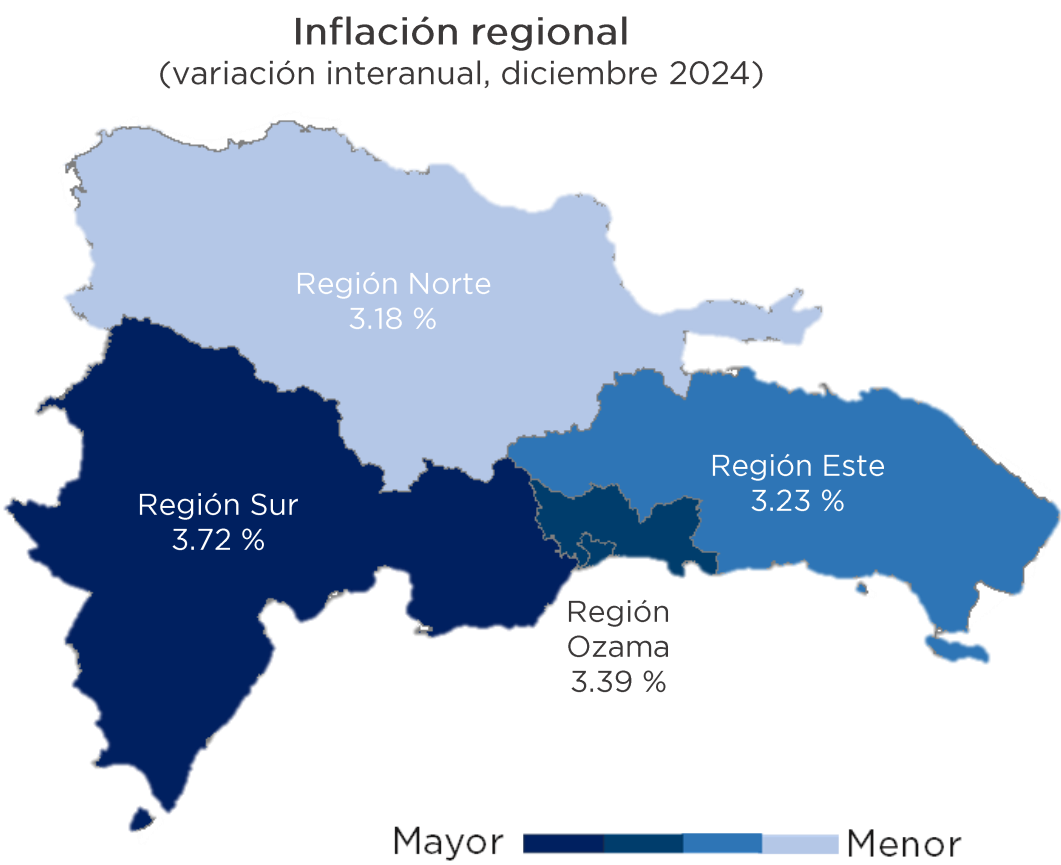 Inflación regional
(variación interanual, diciembre 2024)
Región Norte
3.18 %
Región Este
3.23 %
Región Sur
3.72 %
Región
Ozama
3.39 %
Mayor
Menor